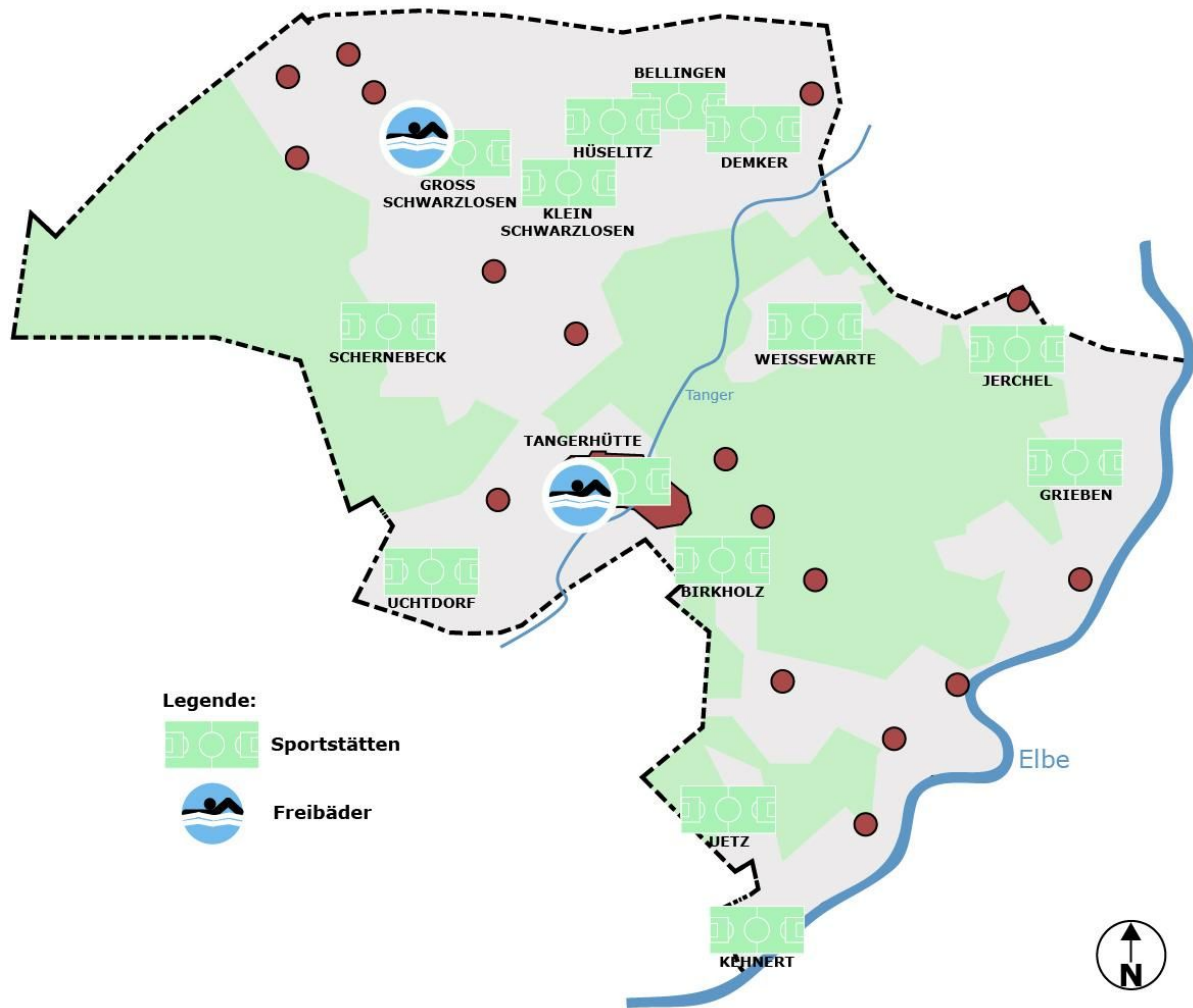 BELLINGEN
HÜSELITZ
DEMKER
GROSS
SCHWARZLOSEN
KLEIN
SCHWARZLOSEN
SCHERNEBECK
WEISSEWARTE
JERCHEL
Tanger
TANGERHÜTTE
GRIEBEN
BIRKHOLZ
UCHTDORF
Legende:
Sportstätten
Freibäder
Elbe
UETZ
KEHNERT
N